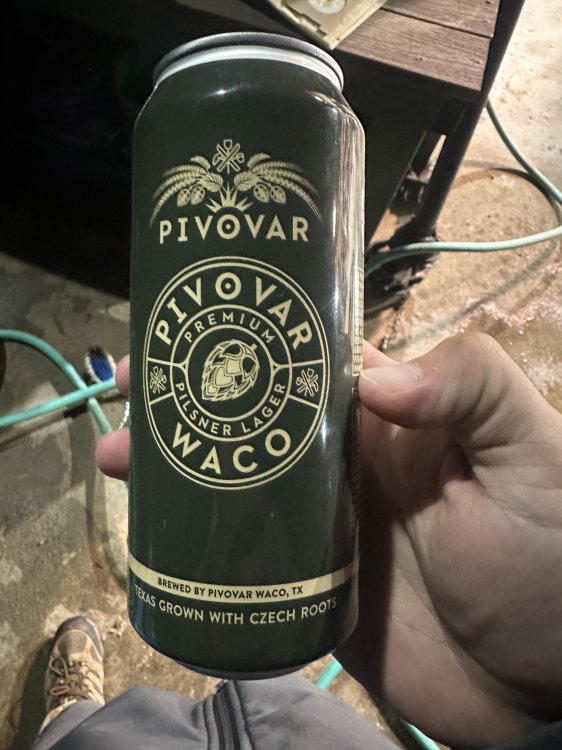 PIVOVAR
PIVOVAR
PREMIUM
PILSNER LAGER
WACO
BREWED BY PIVOVAR WACO, TX
TEXAS GROWN WITH CZECH ROOTS